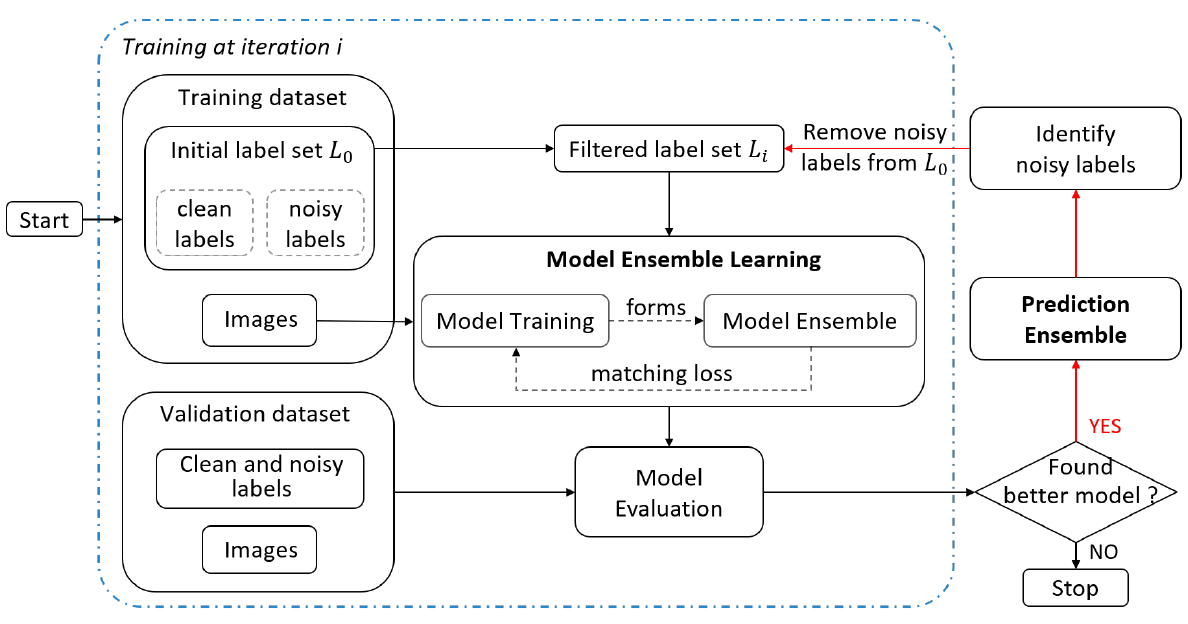 Training at iteration i
Training dataset
Initial label set L₀
clean
labels
noisy
labels
Images
Start
Filtered label set Lᵢ
Remove noisy
labels from L₀
Identify
noisy labels
Model Ensemble Learning
Model Training
forms
Model Ensemble
matching loss
Prediction
Ensemble
Validation dataset
Clean and noisy
labels
Images
Model
Evaluation
YES
Found
better model ?
NO
Stop